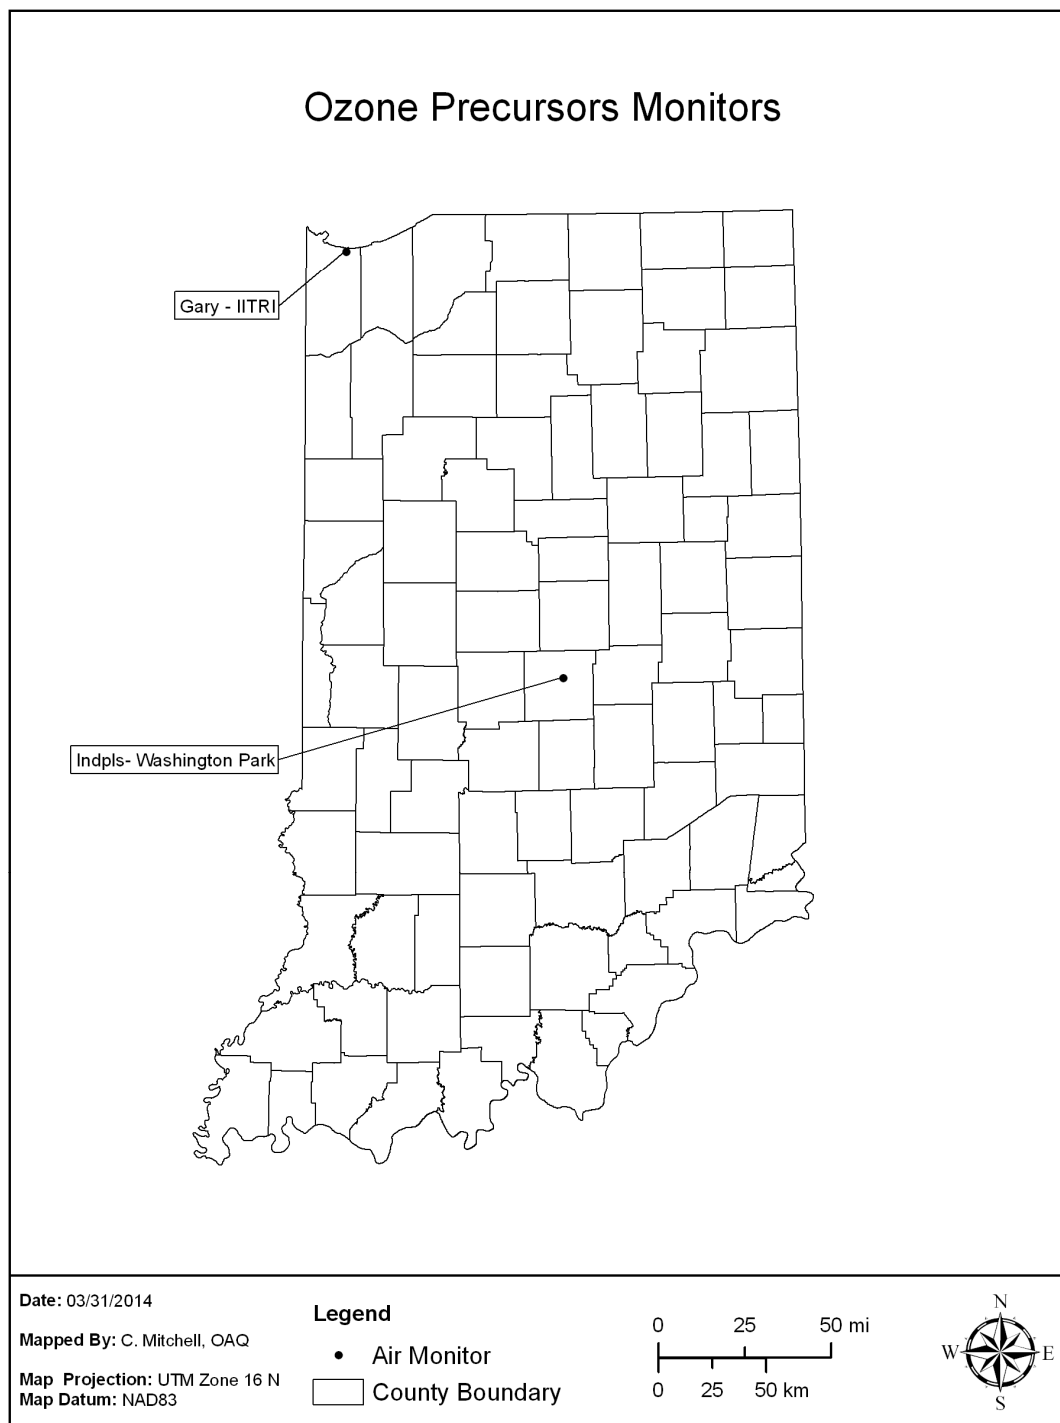 Ozone Precursors Monitors
Gary - IITRI
Indpls- Washington Park
Date: 03/31/2014
Mapped By: C. Mitchell, OAQ
Map  Projection: UTM Zone 16 N
Map Datum: NAD83
Legend
Air Monitor
County Boundary
0 25 50 mi
0 25 50 km
N
W E
S